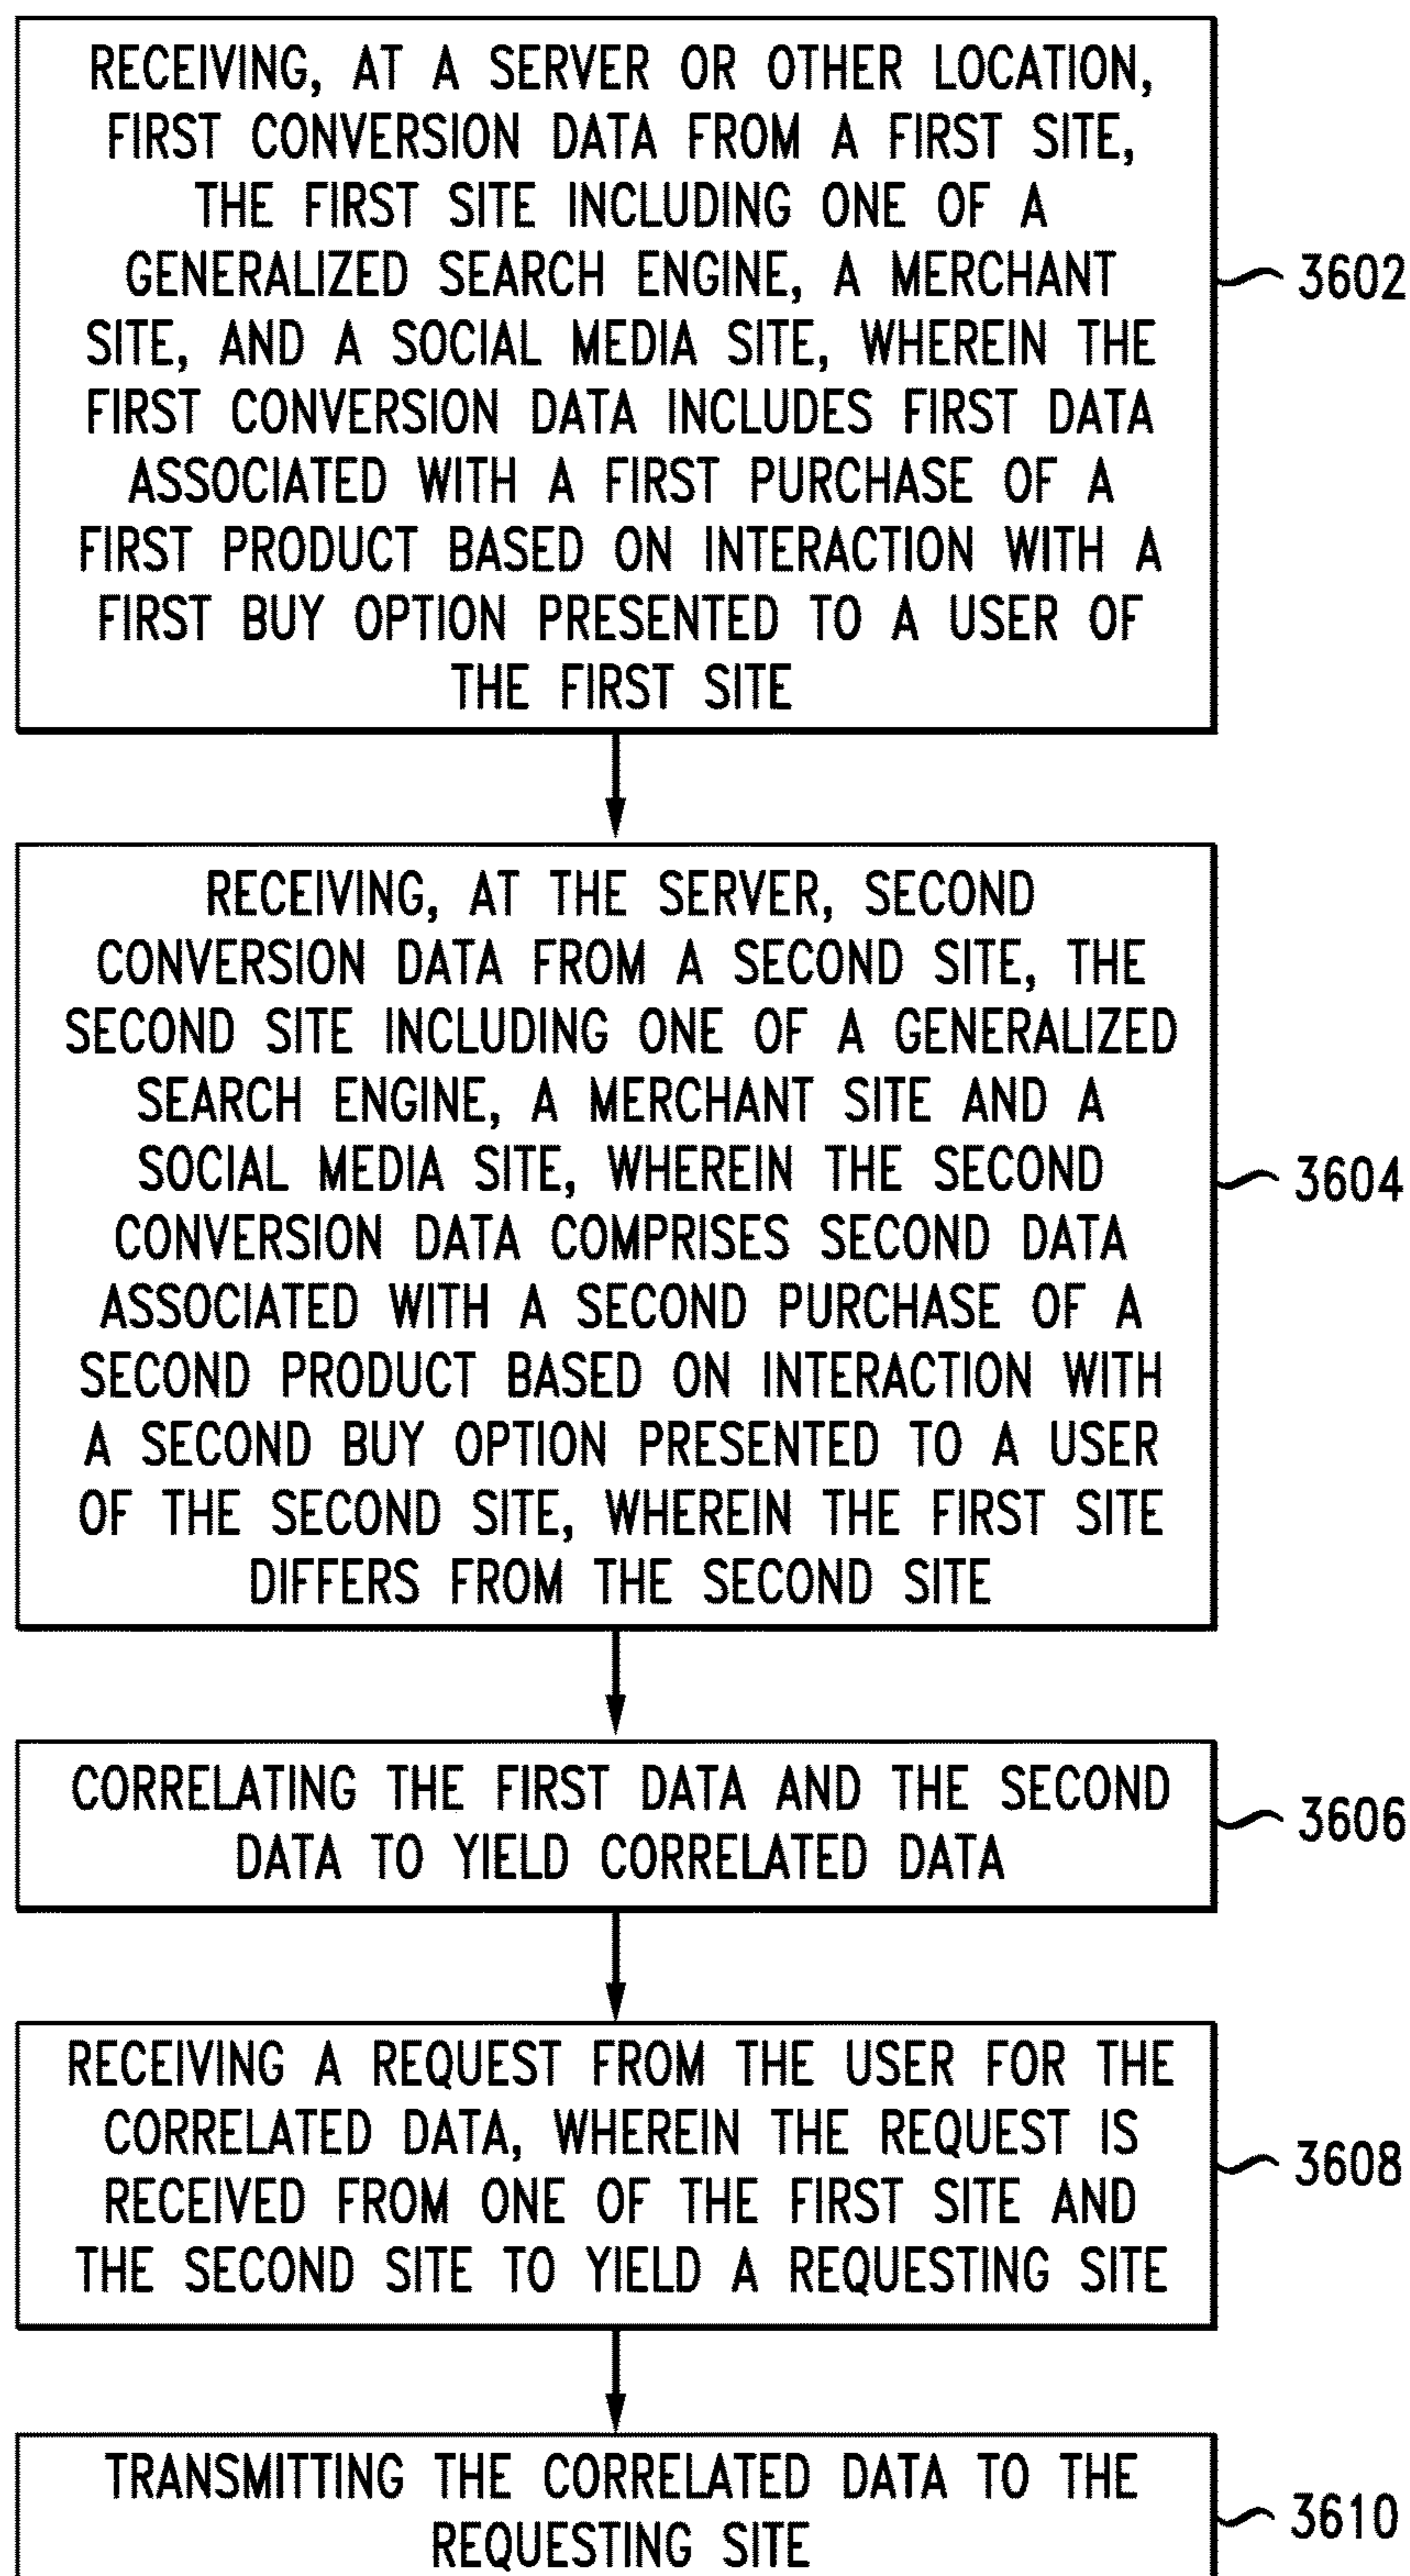 RECEIVING, AT A SERVER OR OTHER LOCATION,
FIRST CONVERSION DATA FROM A FIRST SITE,
THE FIRST SITE INCLUDING ONE OF A
GENERALIZED SEARCH ENGINE, A MERCHANT
SITE, AND A SOCIAL MEDIA SITE, WHEREIN THE
FIRST CONVERSION DATA INCLUDES FIRST DATA
ASSOCIATED WITH A FIRST PURCHASE OF A
FIRST PRODUCT BASED ON INTERACTION WITH A
FIRST BUY OPTION PRESENTED TO A USER OF
THE FIRST SITE
3602
RECEIVING, AT THE SERVER, SECOND
CONVERSION DATA FROM A SECOND SITE, THE
SECOND SITE INCLUDING ONE OF A GENERALIZED
SEARCH ENGINE, A MERCHANT SITE AND A
SOCIAL MEDIA SITE, WHEREIN THE SECOND
CONVERSION DATA COMPRISES SECOND DATA
ASSOCIATED WITH A SECOND PURCHASE OF A
SECOND PRODUCT BASED ON INTERACTION WITH
A SECOND BUY OPTION PRESENTED TO A USER
OF THE SECOND SITE, WHEREIN THE FIRST SITE
DIFFERS FROM THE SECOND SITE
3604
CORRELATING THE FIRST DATA AND THE SECOND
DATA TO YIELD CORRELATED DATA
3606
RECEIVING A REQUEST FROM THE USER FOR THE
CORRELATED DATA, WHEREIN THE REQUEST IS
RECEIVED FROM ONE OF THE FIRST SITE AND
THE SECOND SITE TO YIELD A REQUESTING SITE
3608
TRANSMITTING THE CORRELATED DATA TO THE
REQUESTING SITE
3610